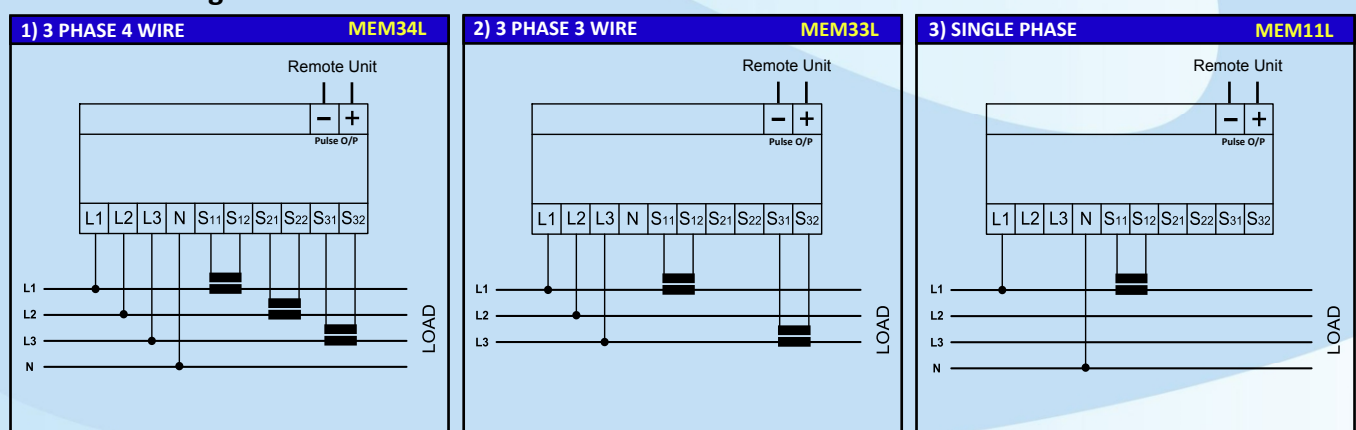 1) 3 PHASE 4 WIRE MEM34L
Remote Unit
− +
Pulse O/P
L1 L2 L3 N S11 S12 S21 S22 S31 S32
L1
L2
L3
N
LOAD
2) 3 PHASE 3 WIRE MEM33L
Remote Unit
− +
Pulse O/P
L1 L2 L3 N S11 S12 S21 S22 S31 S32
L1
L2
L3
LOAD
3) SINGLE PHASE MEM11L
Remote Unit
− +
Pulse O/P
L1 L2 L3 N S11 S12 S21 S22 S31 S32
L1
L2
L3
N
LOAD